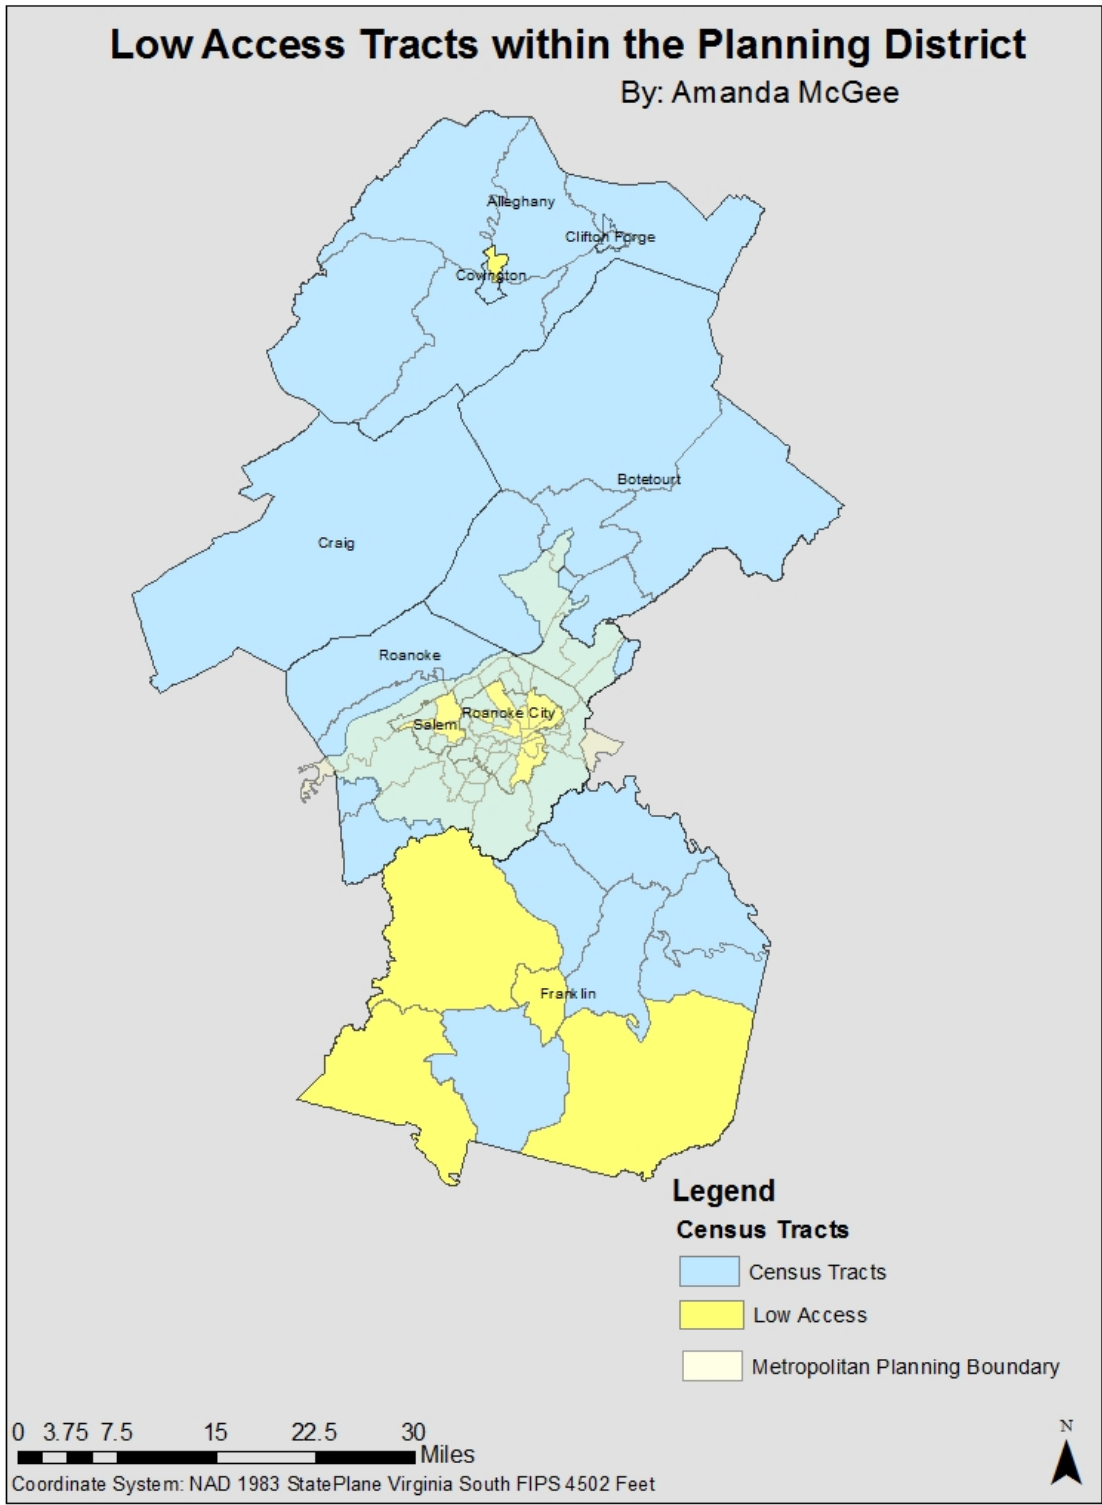 Low Access Tracts within the Planning District
By: Amanda McGee
Alleghany
Clifton Forge
Covington
Botetourt
Craig
Roanoke
Roanoke City
Salem
Franklin
Legend
Census Tracts
Census Tracts
Low Access
Metropolitan Planning Boundary
N
0 3.75 7.5 15 22.5 30
Miles
Coordinate System: NAD 1983 StatePlane Virginia South FIPS 4502 Feet